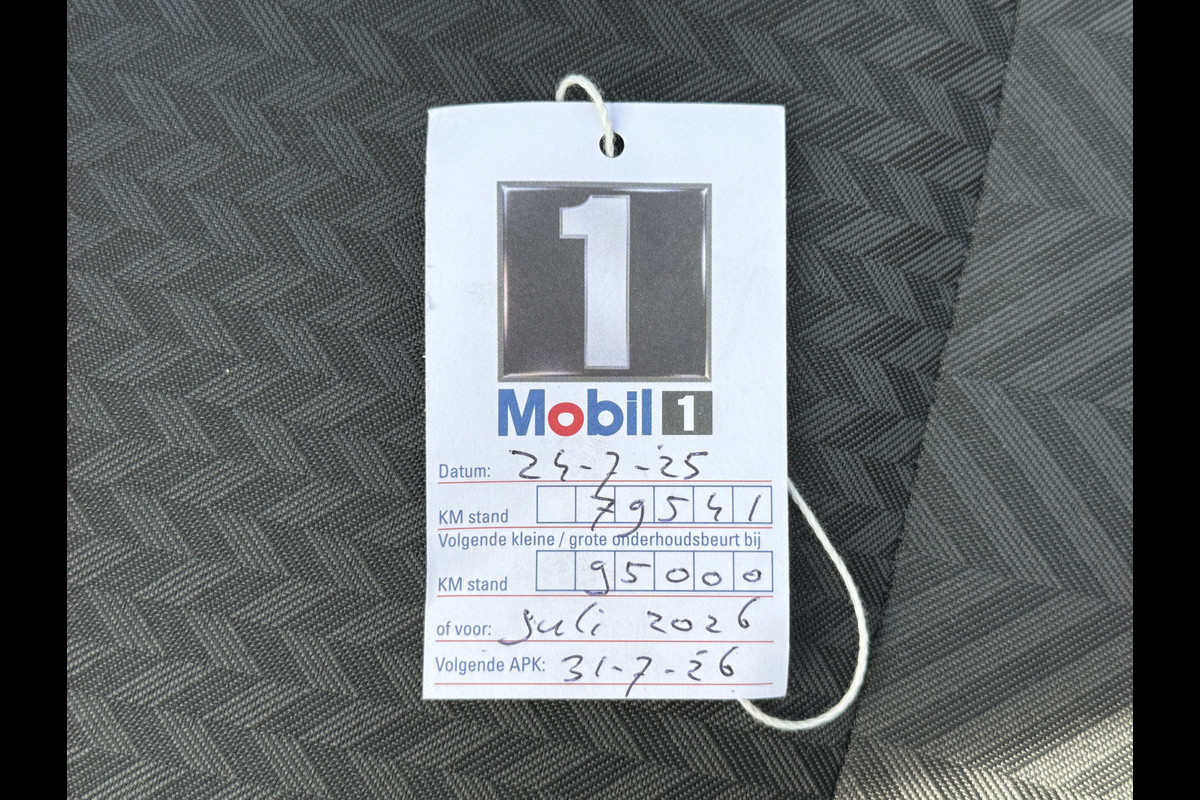 1
Mobil 1
Datum: 24-7-25
KM stand 79541
Volgende kleine / grote onderhoudsbeurt bij
KM stand 95000
of voor: juli 2026
Volgende APK: 31-7-26